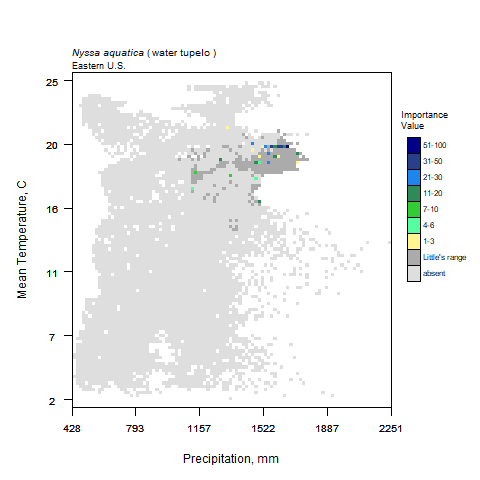 Nyssa aquatica ( water tupelo )
Eastern U.S.
Importance
Value
51-100
31-50
21-30
11-20
7-10
4-6
1-3
Little's range
absent
Mean Temperature, C
25
20
16
11
7
2
428 793 1157 1522 1887 2251
Precipitation, mm